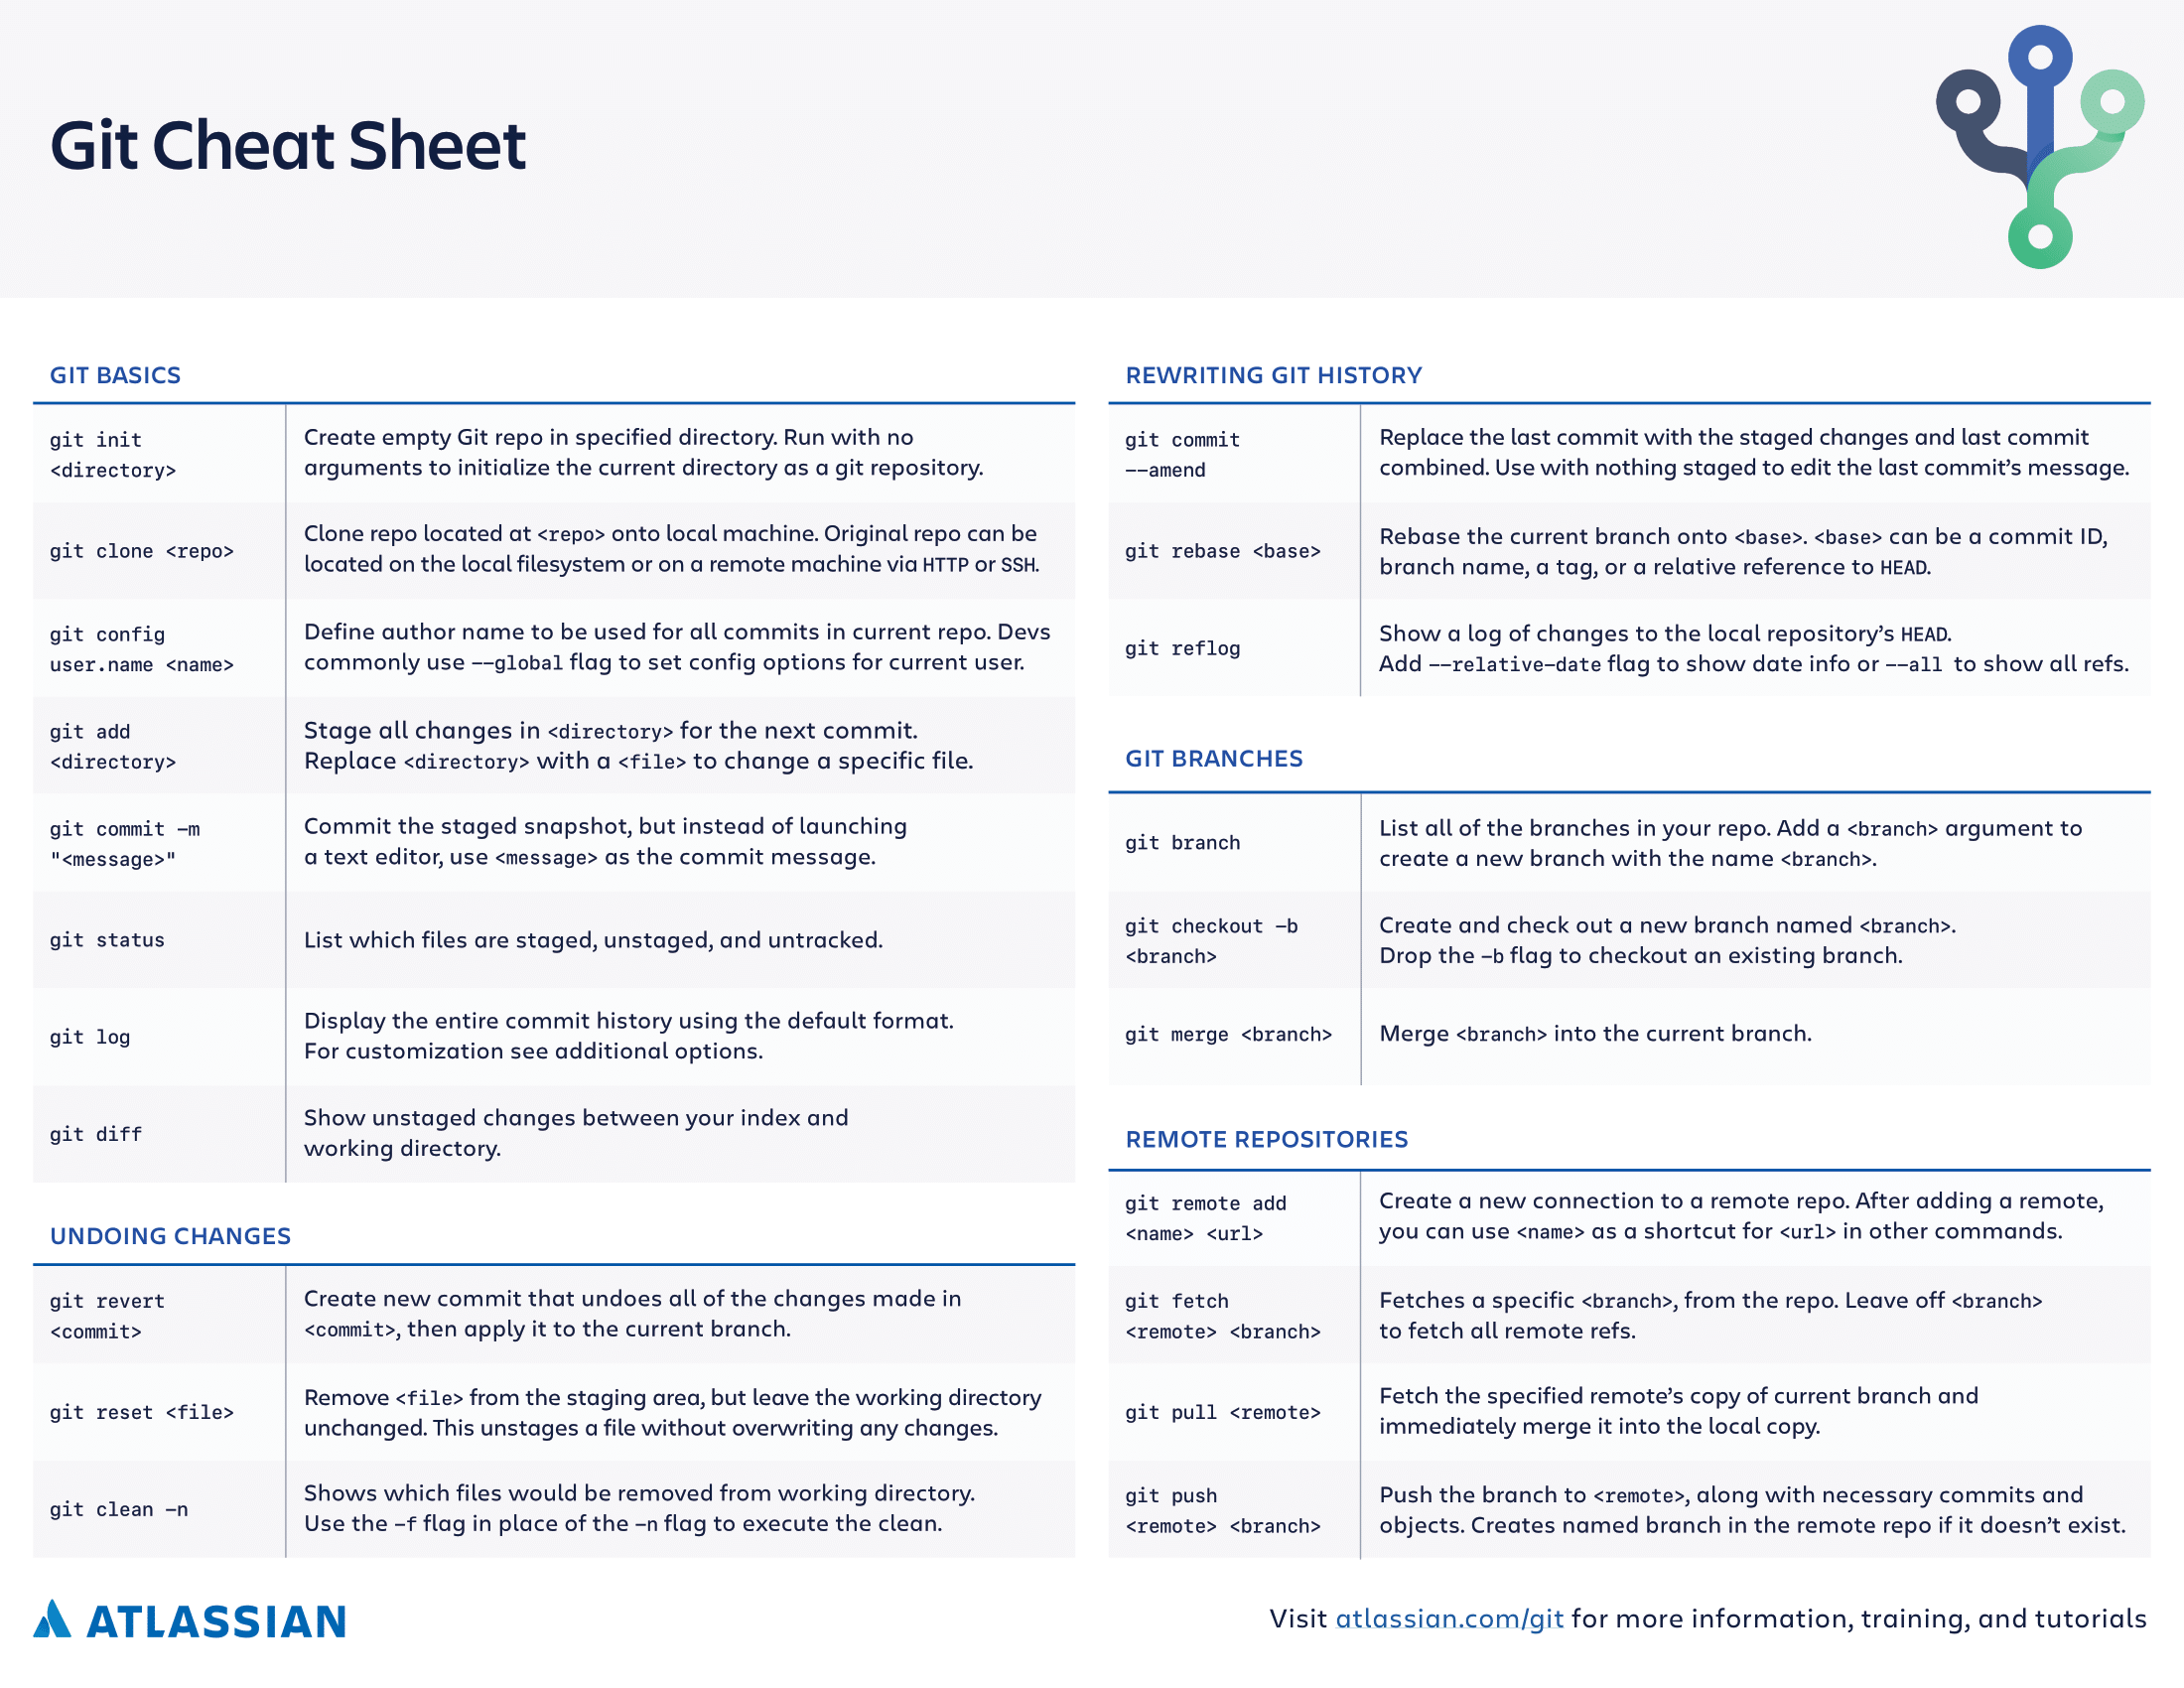 Git Cheat Sheet
GIT BASICS
git init
<directory>
Create empty Git repo in specified directory. Run with no
arguments to initialize the current directory as a git repository.
git clone <repo>
Clone repo located at <repo> onto local machine. Original repo can be
located on the local filesystem or on a remote machine via HTTP or SSH.
git config
user.name <name>
Define author name to be used for all commits in current repo. Devs
commonly use --global flag to set config options for current user.
git add
<directory>
Stage all changes in <directory> for the next commit.
Replace <directory> with a <file> to change a specific file.
git commit -m
"<message>"
Commit the staged snapshot, but instead of launching
a text editor, use <message> as the commit message.
git status
List which files are staged, unstaged, and untracked.
git log
Display the entire commit history using the default format.
For customization see additional options.
git diff
Show unstaged changes between your index and
working directory.
UNDOING CHANGES
git revert
<commit>
Create new commit that undoes all of the changes made in
<commit>, then apply it to the current branch.
git reset <file>
Remove <file> from the staging area, but leave the working directory
unchanged. This unstages a file without overwriting any changes.
git clean -n
Shows which files would be removed from working directory.
Use the -f flag in place of the -n flag to execute the clean.
REWRITING GIT HISTORY
git commit
--amend
Replace the last commit with the staged changes and last commit
combined. Use with nothing staged to edit the last commit’s message.
git rebase <base>
Rebase the current branch onto <base>. <base> can be a commit ID,
branch name, a tag, or a relative reference to HEAD.
git reflog
Show a log of changes to the local repository’s HEAD.
Add --relative-date flag to show date info or --all to show all refs.
GIT BRANCHES
git branch
List all of the branches in your repo. Add a <branch> argument to
create a new branch with the name <branch>.
git checkout -b
<branch>
Create and check out a new branch named <branch>.
Drop the -b flag to checkout an existing branch.
git merge <branch>
Merge <branch> into the current branch.
REMOTE REPOSITORIES
git remote add
<name> <url>
Create a new connection to a remote repo. After adding a remote,
you can use <name> as a shortcut for <url> in other commands.
git fetch
<remote> <branch>
Fetches a specific <branch>, from the repo. Leave off <branch>
to fetch all remote refs.
git pull <remote>
Fetch the specified remote’s copy of current branch and
immediately merge it into the local copy.
git push
<remote> <branch>
Push the branch to <remote>, along with necessary commits and
objects. Creates named branch in the remote repo if it doesn’t exist.
ATLASSIAN
Visit atlassian.com/git for more information, training, and tutorials